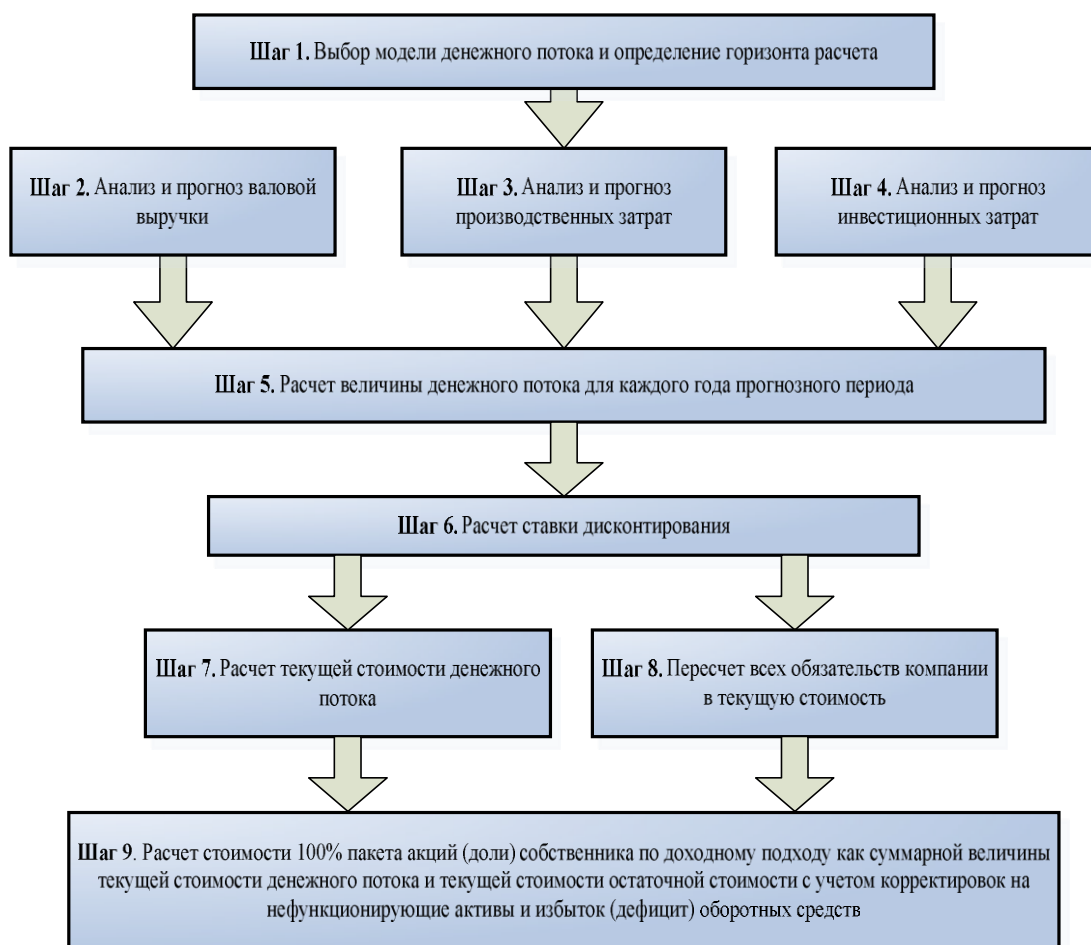 Шаг 1. Выбор модели денежного потока и определение горизонта расчета
Шаг 2. Анализ и прогноз валовой
выручки
Шаг 3. Анализ и прогноз
производственных затрат
Шаг 4. Анализ и прогноз
инвестиционных затрат
Шаг 5. Расчет величины денежного потока для каждого года прогнозного периода
Шаг 6. Расчет ставки дисконтирования
Шаг 7. Расчет текущей стоимости денежного
потока
Шаг 8. Пересчет всех обязательств компании
в текущую стоимость
Шаг 9. Расчет стоимости 100% пакета акций (доли) собственника по доходному подходу как суммарной величины
текущей стоимости денежного потока и текущей стоимости остаточной стоимости с учетом корректировок на
нефункционирующие активы и избыток (дефицит) оборотных средств